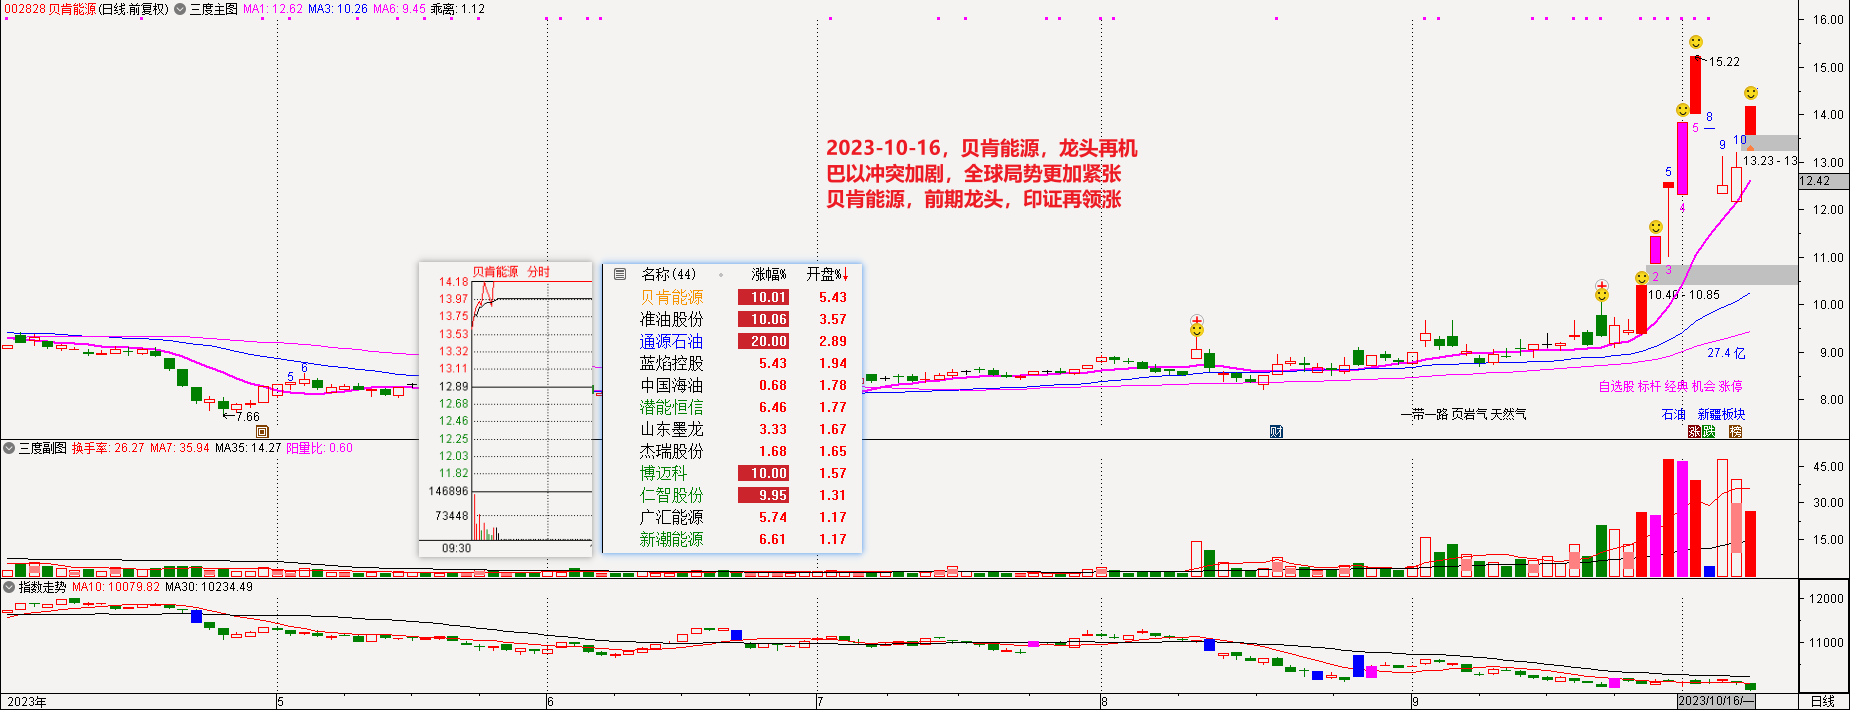 002828 贝肯能源(日线.前复权) 三度主图 MA1: 12.62 MA3: 10.26 MA6: 9.45 乖离: 1.12
16.00
15.00
14.00
13.00
12.42
12.00
11.00
10.00
9.00
8.00
15.22
5
8
9
10
13.23 - 13
5
4
2
3
10.40 - 10.85
27.4 亿
自选股 标杆 经典 机会 涨停
一带一路 页岩气 天然气
石油 新疆板块
财
涨 跌 榜
5
6
7.66
2023-10-16，贝肯能源，龙头再机
巴以冲突加剧，全球局势更加紧张
贝肯能源，前期龙头，印证再领涨
贝肯能源 分时
14.18
13.97
13.75
13.53
13.32
13.11
12.89
12.68
12.46
12.25
12.03
11.82
146896
73448
09:30
名称(44) 涨幅% 开盘%↓
贝肯能源 10.01 5.43
准油股份 10.06 3.57
通源石油 20.00 2.89
蓝焰控股 5.43 1.94
中国海油 0.68 1.78
潜能恒信 6.46 1.77
山东墨龙 3.33 1.67
杰瑞股份 1.68 1.65
博迈科 10.00 1.57
仁智股份 9.95 1.31
广汇能源 5.74 1.17
新潮能源 6.61 1.17
三度副图 换手率: 26.27 MA7: 35.94 MA35: 14.27 阳量比: 0.60
45.00
30.00
15.00
指数走势 MA10: 10079.82 MA30: 10234.49
12000
11000
2023年 5 6 7 8 9 2023/10/16/一 日线